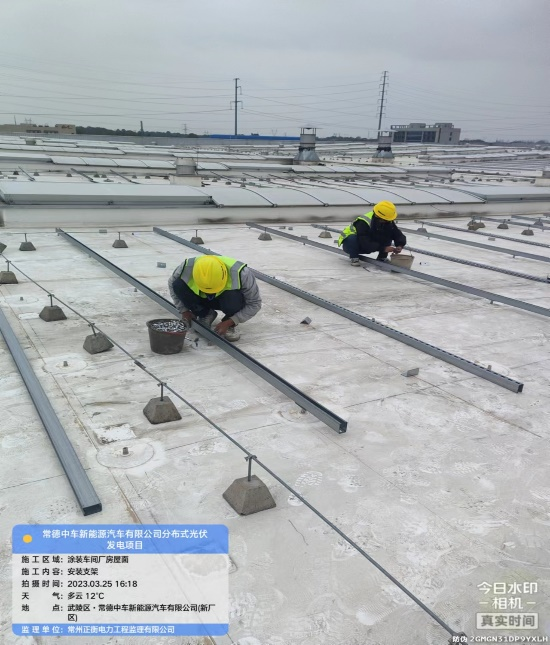 常德中车新能源汽车有限公司分布式光伏
发电项目
施工区域：涂装车间厂房屋面
施工内容：安装支架
拍摄时间：2023.03.25 16:18
天 气：多云 12℃
地 点：武陵区·常德中车新能源汽车有限公司(新厂
区)
监理单位：常州正衡电力工程监理有限公司
今日水印
相机
真实时间
防伪 2GMGN31DP9YXLH